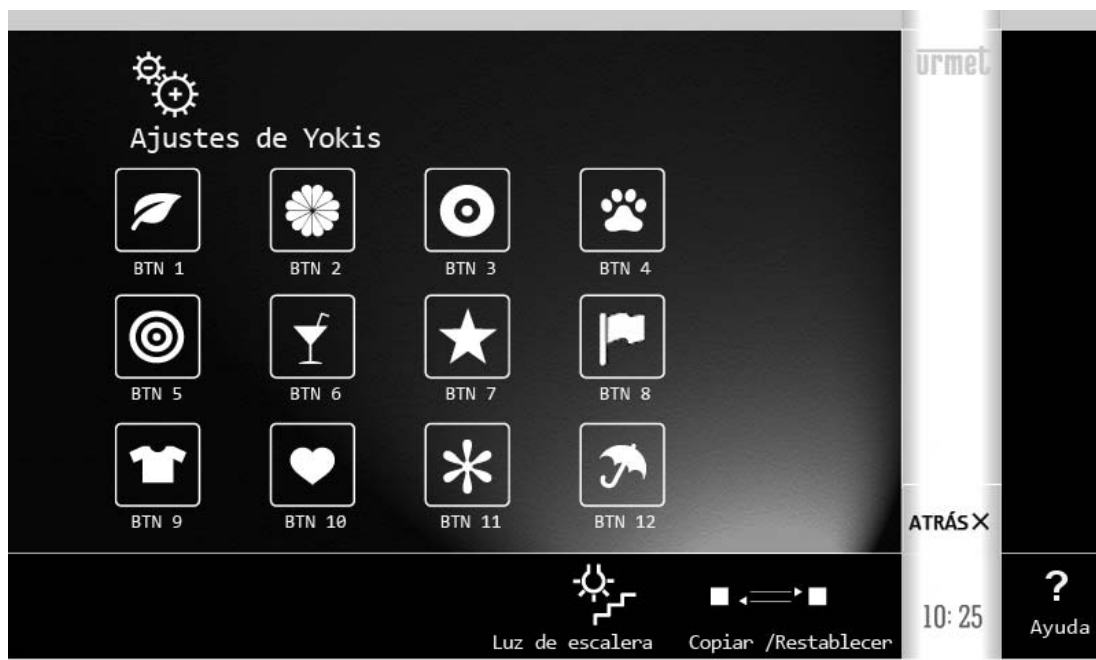 urmet
Ajustes de Yokis
BTN 1 BTN 2 BTN 3 BTN 4
BTN 5 BTN 6 BTN 7 BTN 8
BTN 9 BTN 10 BTN 11 BTN 12
ATRÁS
Luz de escalera Copiar /Restablecer
10: 25
?
Ayuda